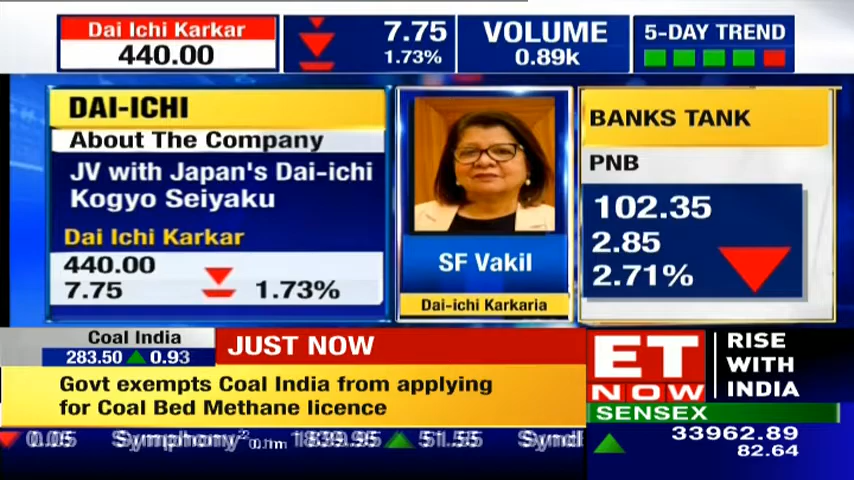 Dai Ichi Karkar
440.00
7.75
1.73%
VOLUME
0.89k
5-DAY TREND
DAI-ICHI
About The Company
JV with Japan's Dai-ichi
Kogyo Seiyaku
Dai Ichi Karkar
440.00
7.75
1.73%
SF Vakil
Dai-ichi Karkaria
BANKS TANK
PNB
102.35
2.85
2.71%
Coal India
283.50 0.93
JUST NOW
Govt exempts Coal India from applying
for Coal Bed Methane licence
ET
NOW
RISE
WITH
INDIA
SENSEX
33962.89
82.64
0.05 Symphony 51.55